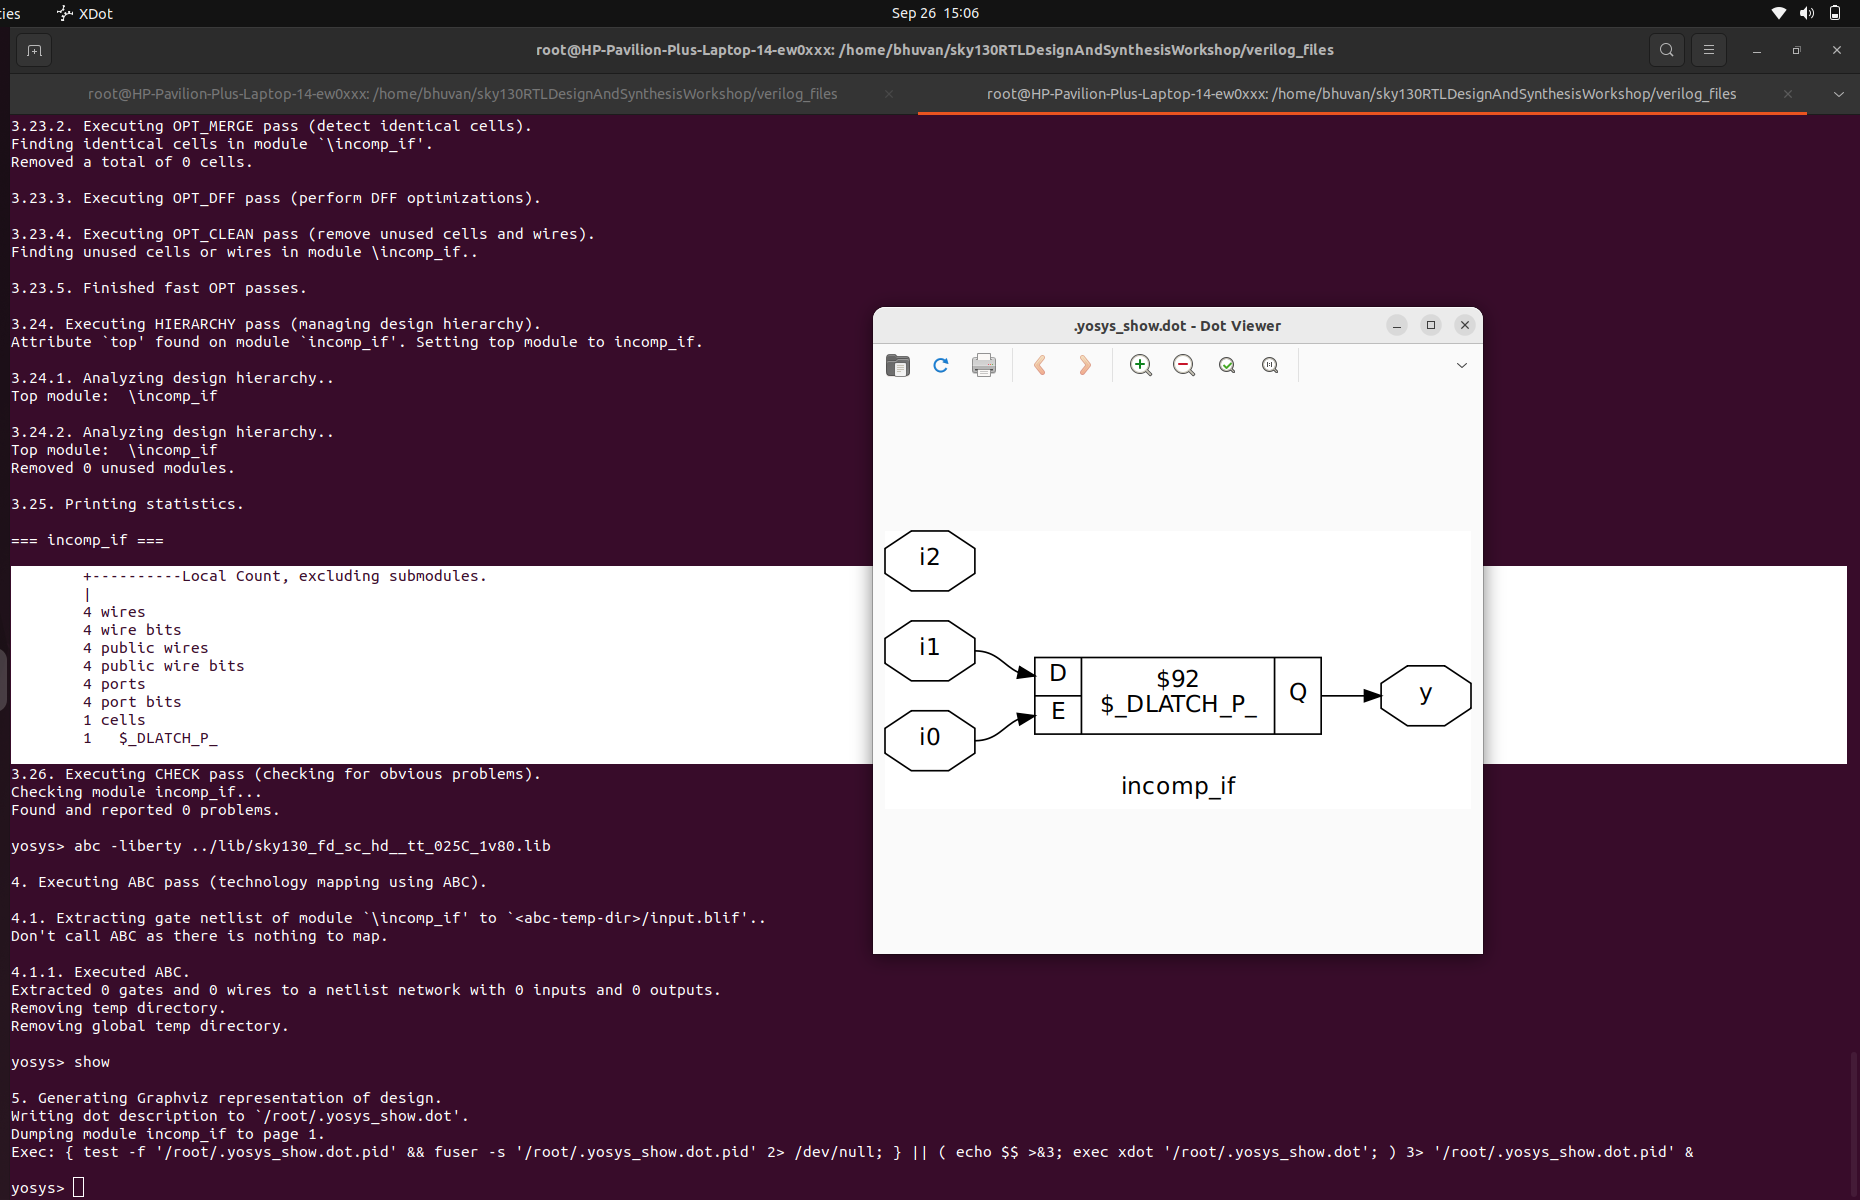 ies XDot Sep 26 15:06
root@HP-Pavilion-Plus-Laptop-14-ew0xxx: /home/bhuvan/sky130RTLDesignAndSynthesisWorkshop/verilog_files
root@HP-Pavilion-Plus-Laptop-14-ew0xxx: /home/bhuvan/sky130RTLDesignAndSynthesisWorkshop/verilog_files
root@HP-Pavilion-Plus-Laptop-14-ew0xxx: /home/bhuvan/sky130RTLDesignAndSynthesisWorkshop/verilog_files
3.23.2. Executing OPT_MERGE pass (detect identical cells).
Finding identical cells in module `\incomp_if'.
Removed a total of 0 cells.
3.23.3. Executing OPT_DFF pass (perform DFF optimizations).
3.23.4. Executing OPT_CLEAN pass (remove unused cells and wires).
Finding unused cells or wires in module \incomp_if..
3.23.5. Finished fast OPT passes.
3.24. Executing HIERARCHY pass (managing design hierarchy).
Attribute `top' found on module `incomp_if'. Setting top module to incomp_if.
3.24.1. Analyzing design hierarchy..
Top module:  \incomp_if
3.24.2. Analyzing design hierarchy..
Top module:  \incomp_if
Removed 0 unused modules.
3.25. Printing statistics.
=== incomp_if ===
+----------Local Count, excluding submodules.
|
4 wires
4 wire bits
4 public wires
4 public wire bits
4 ports
4 port bits
1 cells
1   $_DLATCH_P_
3.26. Executing CHECK pass (checking for obvious problems).
Checking module incomp_if...
Found and reported 0 problems.
yosys> abc -liberty ../lib/sky130_fd_sc_hd__tt_025C_1v80.lib
4. Executing ABC pass (technology mapping using ABC).
4.1. Extracting gate netlist of module `\incomp_if' to `<abc-temp-dir>/input.blif'..
Don't call ABC as there is nothing to map.
4.1.1. Executed ABC.
Extracted 0 gates and 0 wires to a netlist network with 0 inputs and 0 outputs.
Removing temp directory.
Removing global temp directory.
yosys> show
5. Generating Graphviz representation of design.
Writing dot description to `/root/.yosys_show.dot'.
Dumping module incomp_if to page 1.
Exec: { test -f '/root/.yosys_show.dot.pid' && fuser -s '/root/.yosys_show.dot.pid' 2> /dev/null; } || ( echo $$ >&3; exec xdot '/root/.yosys_show.dot'; ) 3> '/root/.yosys_show.dot.pid' &
yosys>
.yosys_show.dot - Dot Viewer
i2
i1
i0
D
E
$92
$_DLATCH_P_
Q
y
incomp_if